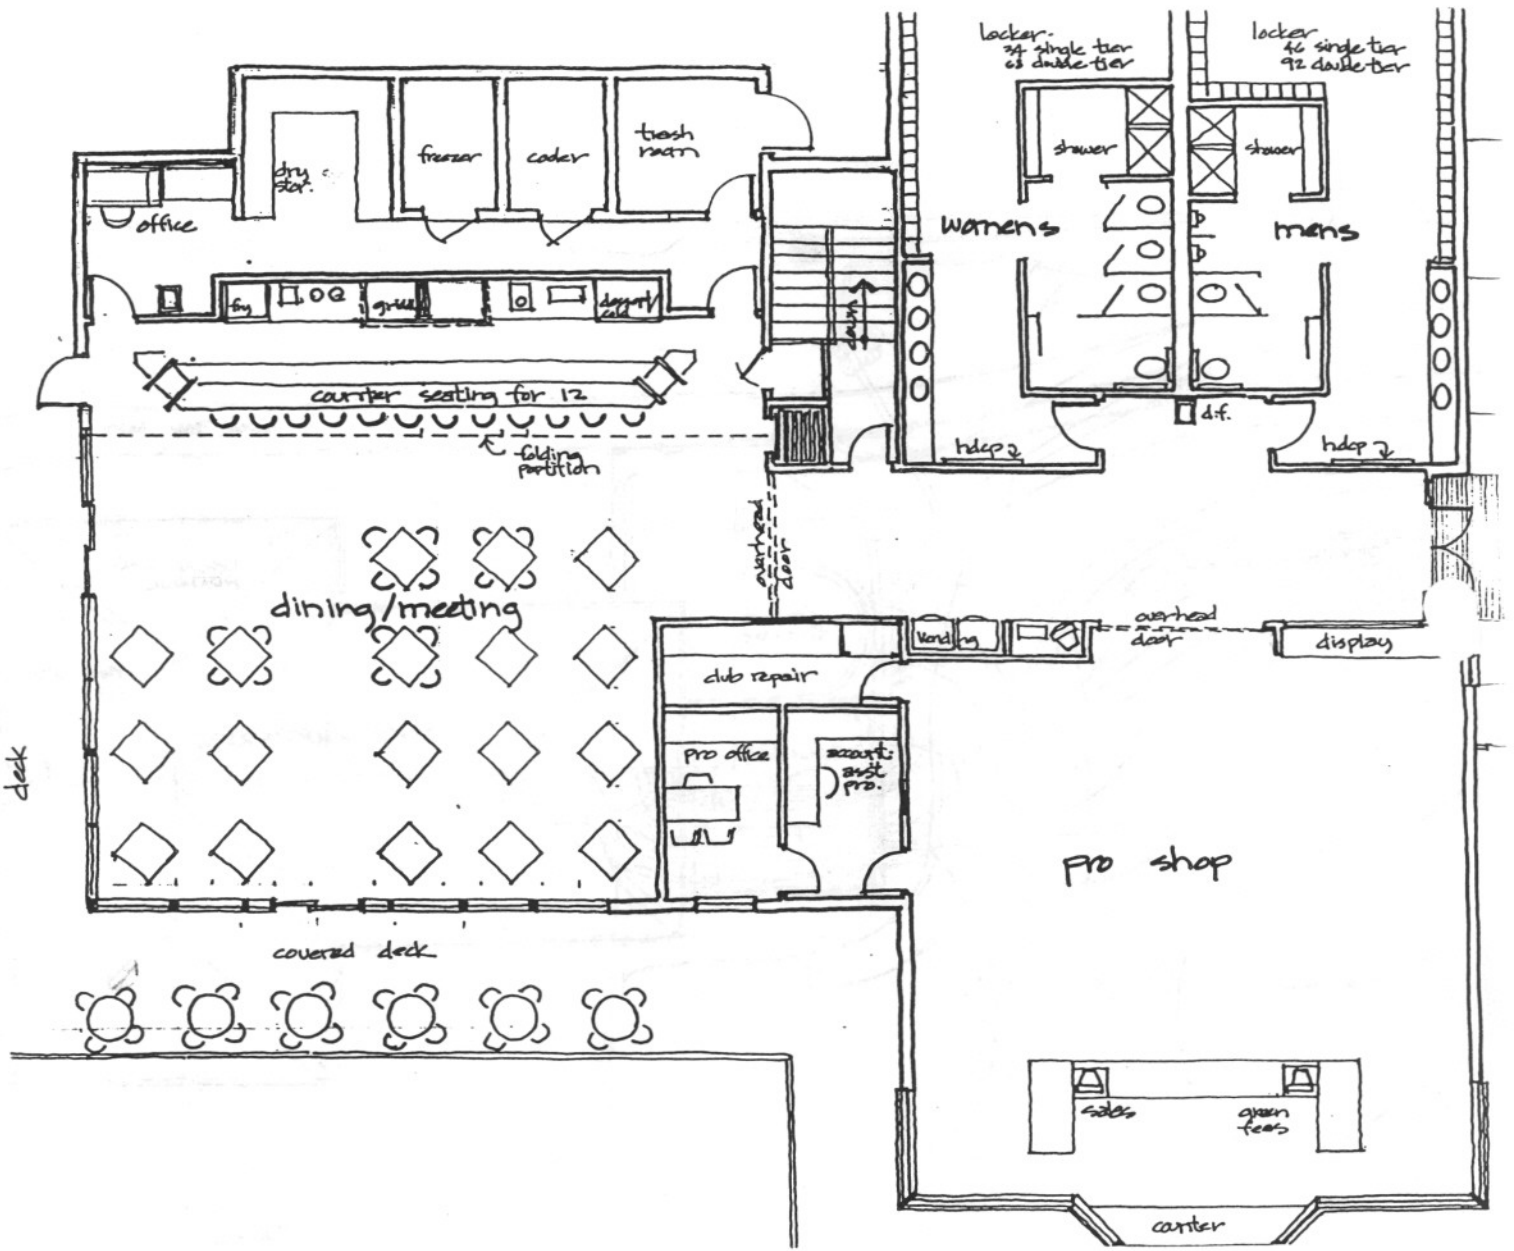 locker.
34 single tier
68 double tier
locker
46 single tier
92 double tier
trash
room
freezer
cooler
dry
stor.
shower
shower
office
womens
mens
fry
grill
dessert/
cold
down
counter seating for 12
d.f.
folding
partition
hdcp
hdcp
overhead
door
dining/meeting
overhead
door
vending
display
club repair
pro office
account.
asst
pro.
deck
pro shop
covered deck
sales
green
fees
counter